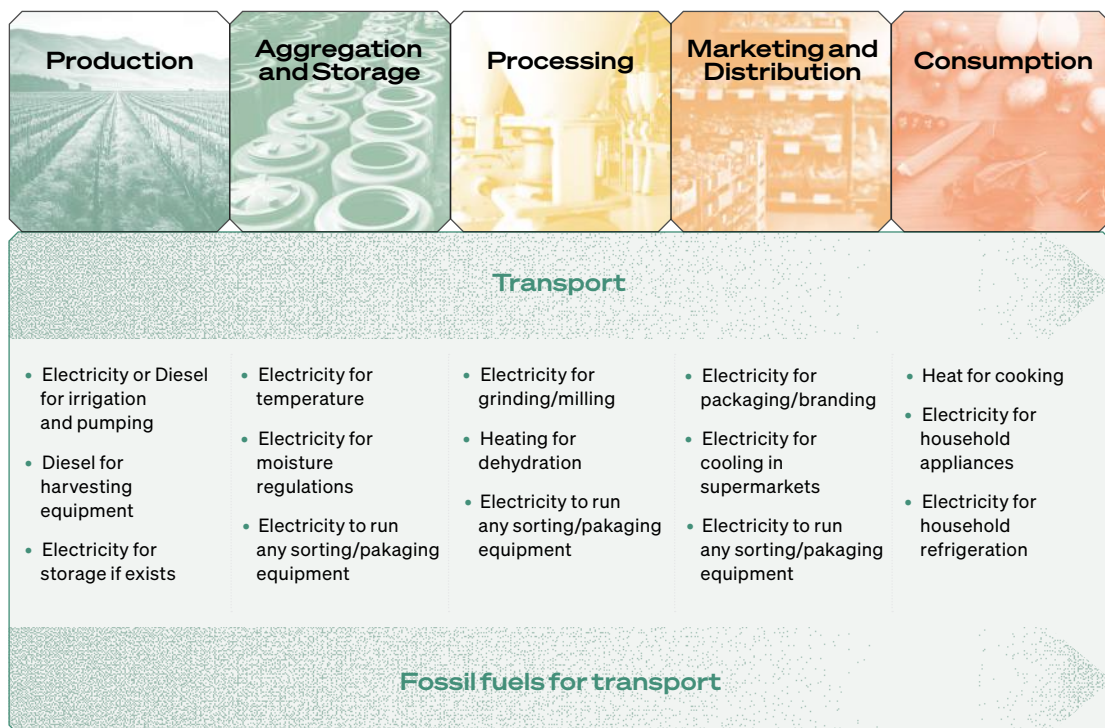 Production
Aggregation
and Storage
Processing
Marketing and
Distribution
Consumption
Transport
• Electricity or Diesel
for irrigation
and pumping
• Diesel for
harvesting
equipment
• Electricity for
storage if exists
• Electricity for
temperature
• Electricity for
moisture
regulations
• Electricity to run
any sorting/pakaging
equipment
• Electricity for
grinding/milling
• Heating for
dehydration
• Electricity to run
any sorting/pakaging
equipment
• Electricity for
packaging/branding
• Electricity for
cooling in
supermarkets
• Electricity to run
any sorting/pakaging
equipment
• Heat for cooking
• Electricity for
household
appliances
• Electricity for
household
refrigeration
Fossil fuels for transport